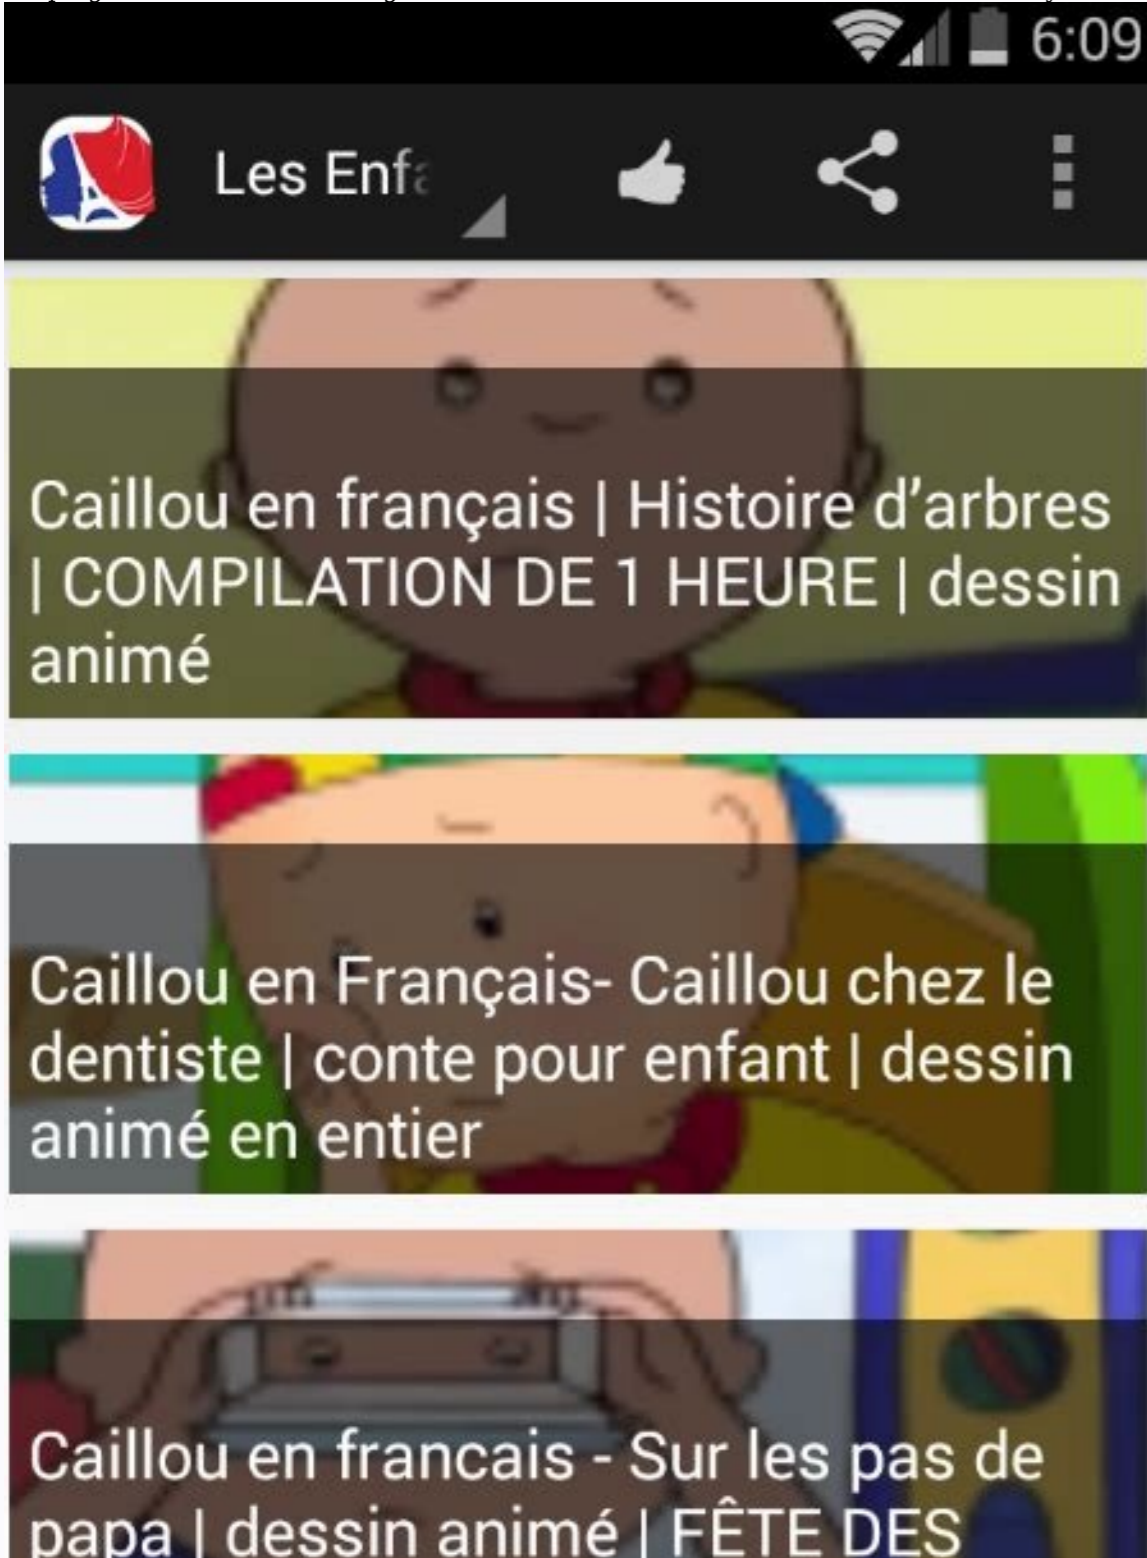 6:09
Les Enfa
Caillou en français | Histoire d’arbres
| COMPILATION DE 1 HEURE | dessin
animé
Caillou en Français- Caillou chez le
dentiste | conte pour enfant | dessin
animé en entier
Caillou en francais - Sur les pas de
papa | dessin animé | FÊTE DES